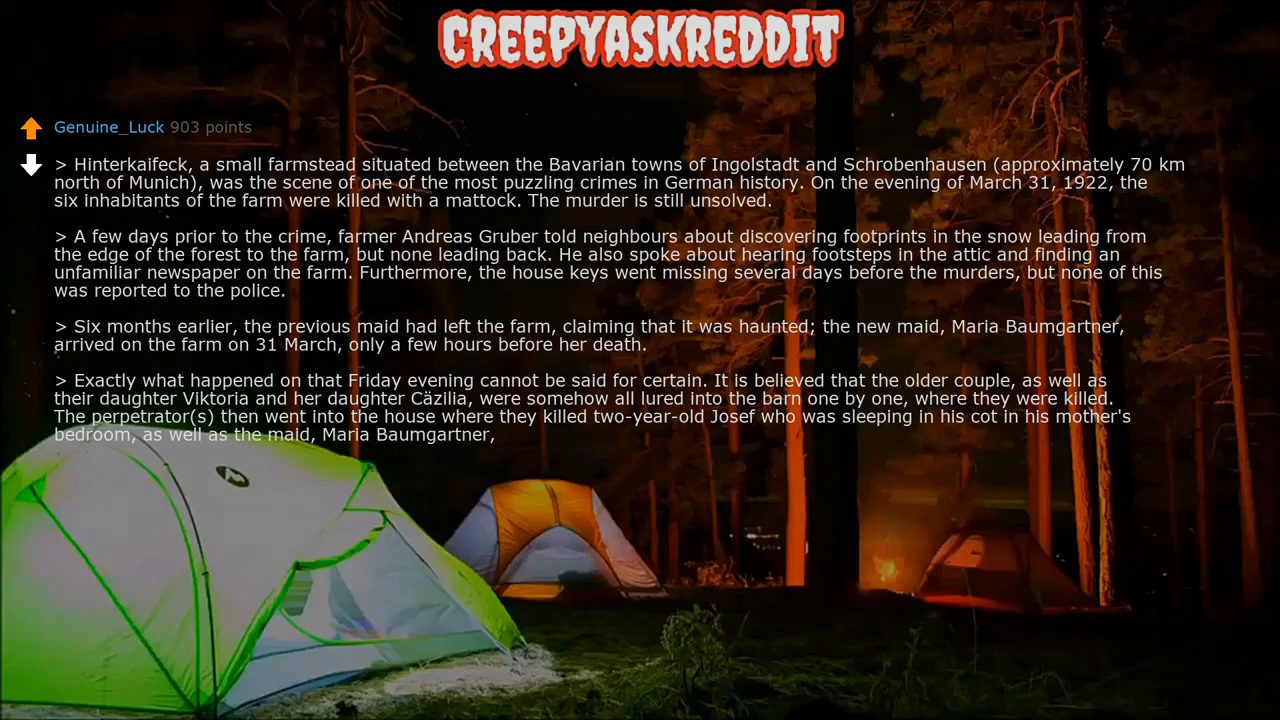 CREEPYASKREDDIT
Genuine_Luck 903 points
> Hinterkaifeck, a small farmstead situated between the Bavarian towns of Ingolstadt and Schrobenhausen (approximately 70 km
north of Munich), was the scene of one of the most puzzling crimes in German history. On the evening of March 31, 1922, the
six inhabitants of the farm were killed with a mattock. The murder is still unsolved.
> A few days prior to the crime, farmer Andreas Gruber told neighbours about discovering footprints in the snow leading from
the edge of the forest to the farm, but none leading back. He also spoke about hearing footsteps in the attic and finding an
unfamiliar newspaper on the farm. Furthermore, the house keys went missing several days before the murders, but none of this
was reported to the police.
> Six months earlier, the previous maid had left the farm, claiming that it was haunted; the new maid, Maria Baumgartner,
arrived on the farm on 31 March, only a few hours before her death.
> Exactly what happened on that Friday evening cannot be said for certain. It is believed that the older couple, as well as
their daughter Viktoria and her daughter Cäzilia, were somehow all lured into the barn one by one, where they were killed.
The perpetrator(s) then went into the house where they killed two-year-old Josef who was sleeping in his cot in his mother's
bedroom, as well as the maid, Maria Baumgartner,